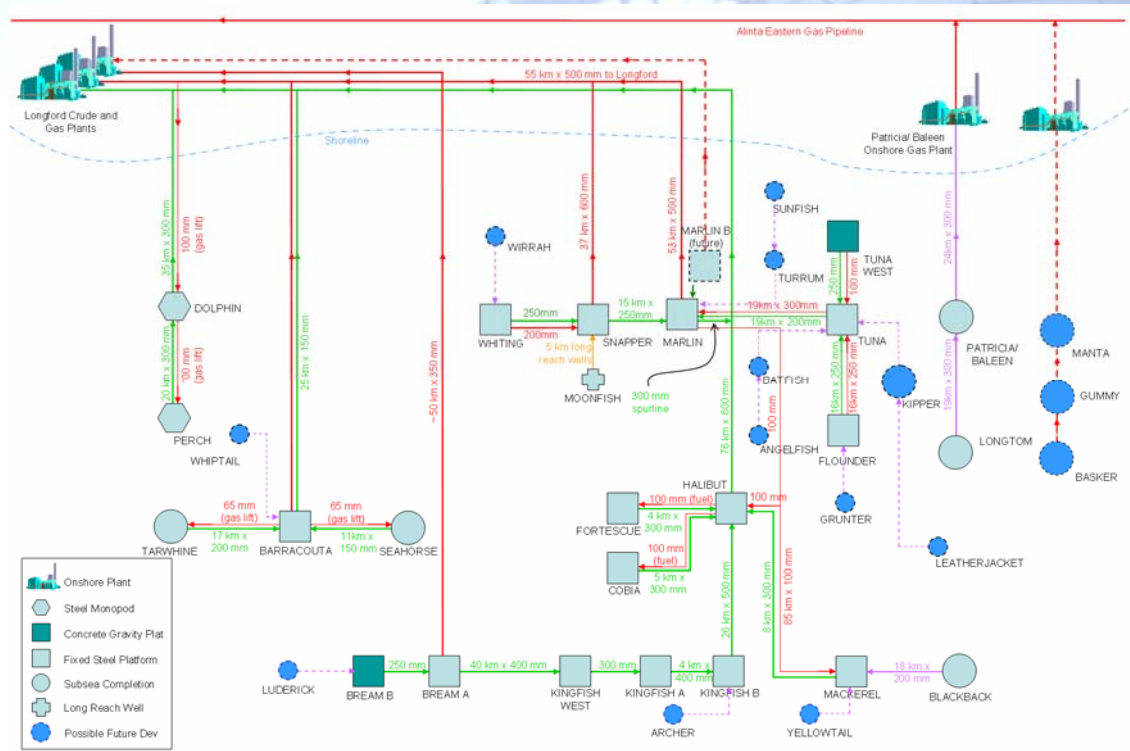 Alinta Eastern Gas Pipeline
55 km x 500 mm to Longford
Longford Crude and
Gas Plants
Patricia/ Baleen
Onshore Gas Plant
Shoreline
35 km x 300 mm
100 mm
(gas lift)
DOLPHIN
20 km x 300 mm
'00 mm
(gas lift)
PERCH
WHIPTAIL
25 km x 150 mm
~50 km x 350 mm
WIRRAH
37 km x 600 mm
53 km x 500 mm
MARLIN B
(future)
SUNFISH
TURRUM
TUNA
WEST
250 mm
100 mm
24km x 300 mm
250mm
200mm
WHITING
SNAPPER
15 km x
250mm
MARLIN
19km x 300mm
19km x 200mm
TUNA
5 km long
reach wells
MOONFISH
300 mm
spurline
100 mm
BATFISH
ANGELFISH
16km x 250 mm
16km x 250 mm
KIPPER
FLOUNDER
GRUNTER
LEATHERJACKET
PATRICIA/
BALEEN
19km x 300 mm
LONGTOM
MANTA
GUMMY
BASKER
76 km x 600 mm
HALIBUT
100 mm
100 mm (fuel)
4 km x
300 mm
FORTESCUE
100 mm
(fuel)
5 km x
300 mm
COBIA
26 km x 500 mm
8 km x 300 mm
85 km x 100 mm
65 mm
(gas lift)
17 km x
200 mm
TARWHINE
BARRACOUTA
65 mm
(gas lift)
11km x
150 mm
SEAHORSE
LUDERICK
BREAM B
250 mm
BREAM A
40 km x 400 mm
KINGFISH
WEST
300 mm
KINGFISH A
4 km x
400 mm
KINGFISH B
ARCHER
MACKEREL
YELLOWTAIL
18 km x
200 mm
BLACKBACK
Onshore Plant
Steel Monopod
Concrete Gravity Plat
Fixed Steel Platform
Subsea Completion
Long Reach Well
Possible Future Dev